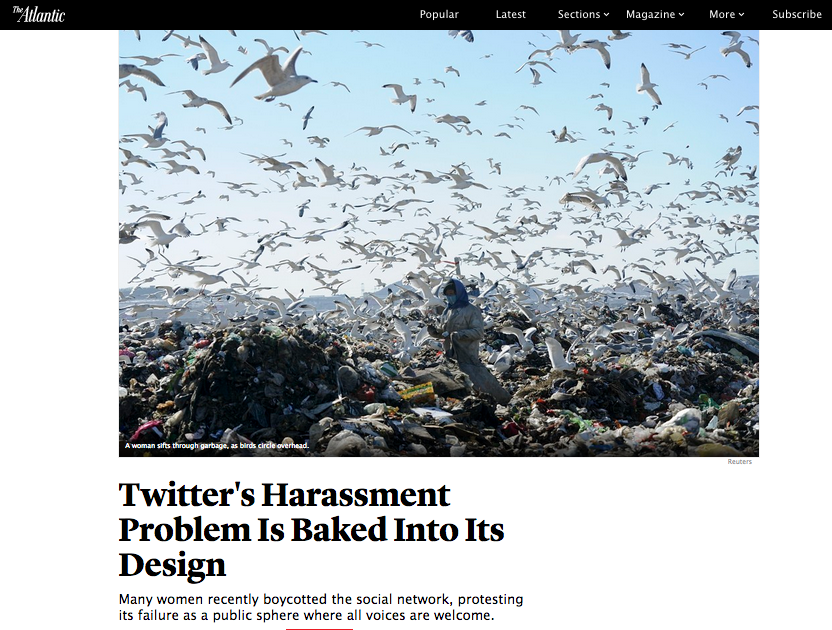 The Atlantic
Popular Latest Sections Magazine More Subscribe
A woman sifts through garbage, as birds circle overhead.
Reuters
Twitter's Harassment
Problem Is Baked Into Its
Design
Many women recently boycotted the social network, protesting
its failure as a public sphere where all voices are welcome.